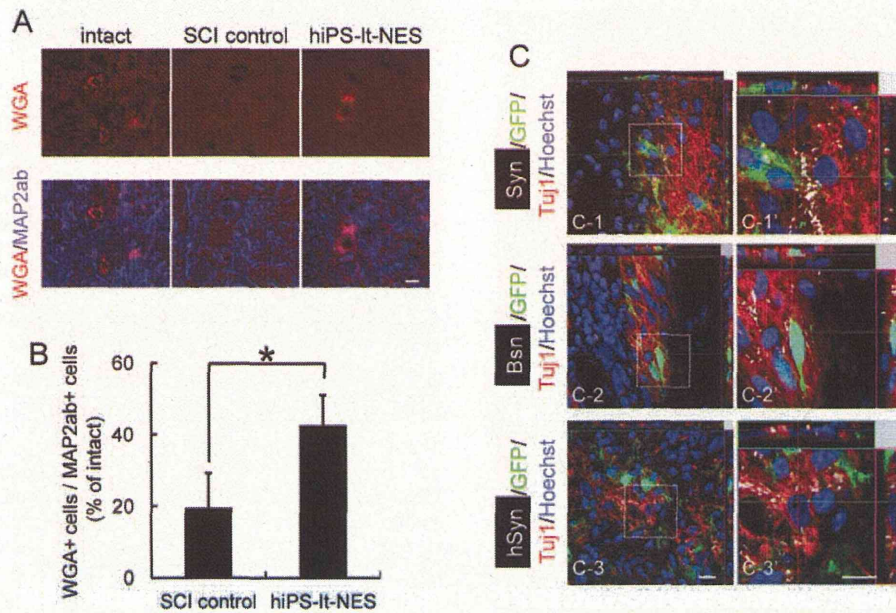 A
intact
SCI control
hiPS-lt-NES
WGA
WGA/MAP2ab
B
WGA+ cells / MAP2ab+ cells
(% of intact)
60
40
20
0
*
SCI control
hiPS-lt-NES
C
Syn/GFP/
Tuj1/Hoechst
C-1
C-1'
Bsn/GFP/
Tuj1/Hoechst
C-2
C-2'
hSyn/GFP/
Tuj1/Hoechst
C-3
C-3'